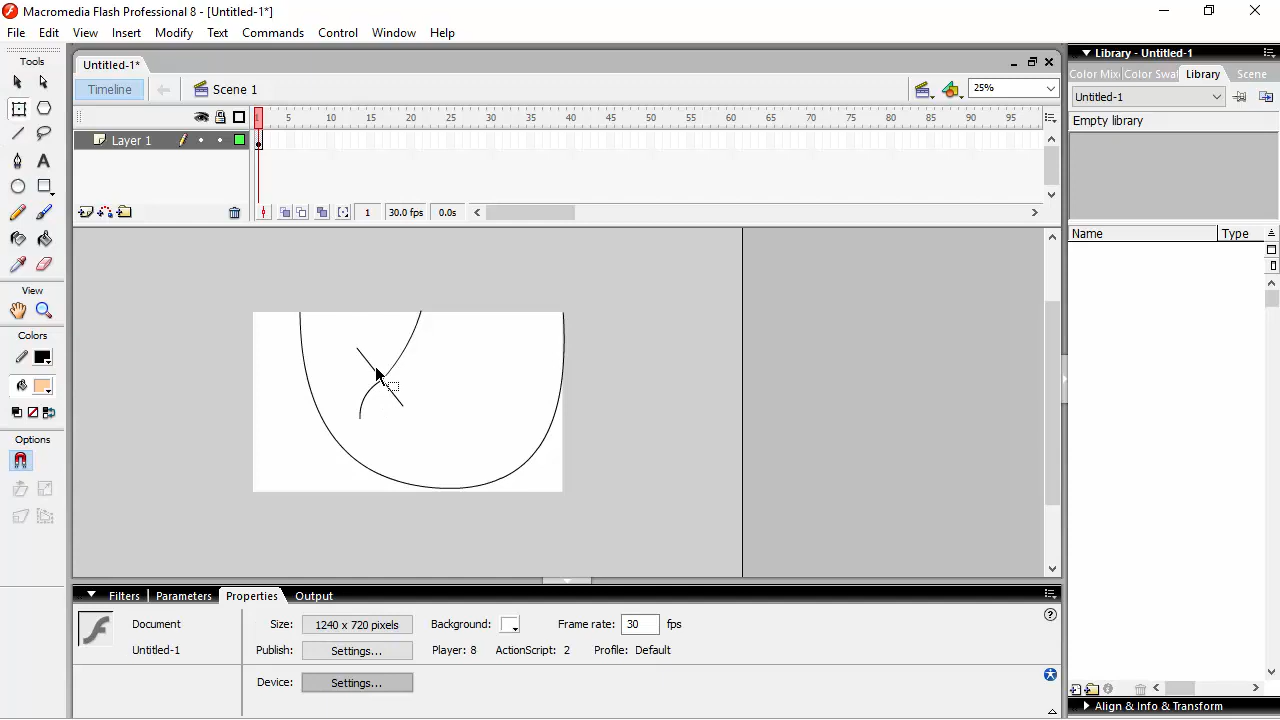 Macromedia Flash Professional 8 - [Untitled-1*]
File Edit View Insert Modify Text Commands Control Window Help
Tools
View
Colors
Options
Untitled-1*
Timeline
Scene 1
25%
1 5 10 15 20 25 30 35 40 45 50 55 60 65 70 75 80 85 90 95
Layer 1
1 30.0 fps 0.0s
Filters Parameters Properties Output
Document
Untitled-1
Size: 1240 x 720 pixels Background: Frame rate: 30 fps
Publish: Settings... Player: 8 ActionScript: 2 Profile: Default
Device: Settings...
Library - Untitled-1
Color Mix Color Swat Library Scene
Untitled-1
Empty library
Name Type
Align & Info & Transform